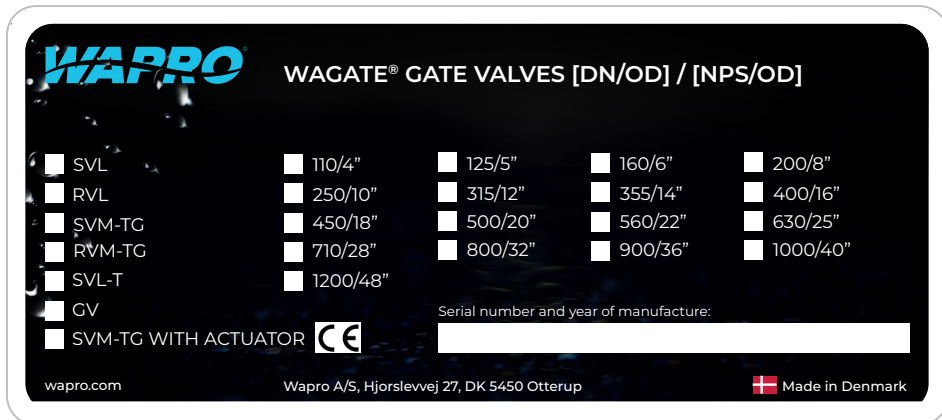 WAPRO®
WAGATE® GATE VALVES [DN/OD] / [NPS/OD]
SVL
RVL
SVM-TG
RVM-TG
SVL-T
GV
SVM-TG WITH ACTUATOR CE
110/4” 125/5” 160/6” 200/8”
250/10” 315/12” 355/14” 400/16”
450/18” 500/20” 560/22” 630/25”
710/28” 800/32” 900/36” 1000/40”
1200/48”
Serial number and year of manufacture:
wapro.com Wapro A/S, Hjorslevvej 27, DK 5450 Otterup Made in Denmark